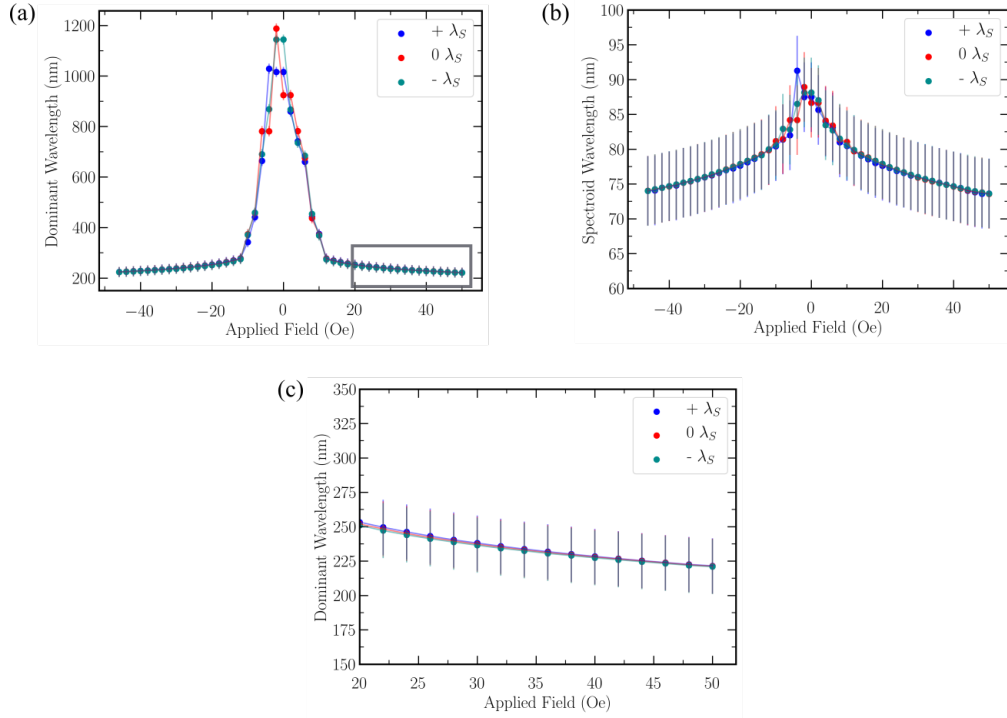 (a)
Dominant Wavelength (nm)
1200
1000
800
600
400
200
−40
−20
0
20
40
Applied Field (Oe)
+ λS
0 λS
- λS
(b)
Spectroid Wavelength (nm)
100
95
90
85
80
75
70
65
60
−40
−20
0
20
40
Applied Field (Oe)
+ λS
0 λS
- λS
(c)
Dominant Wavelength (nm)
350
325
300
275
250
225
200
175
150
20
25
30
35
40
45
50
Applied Field (Oe)
+ λS
0 λS
- λS